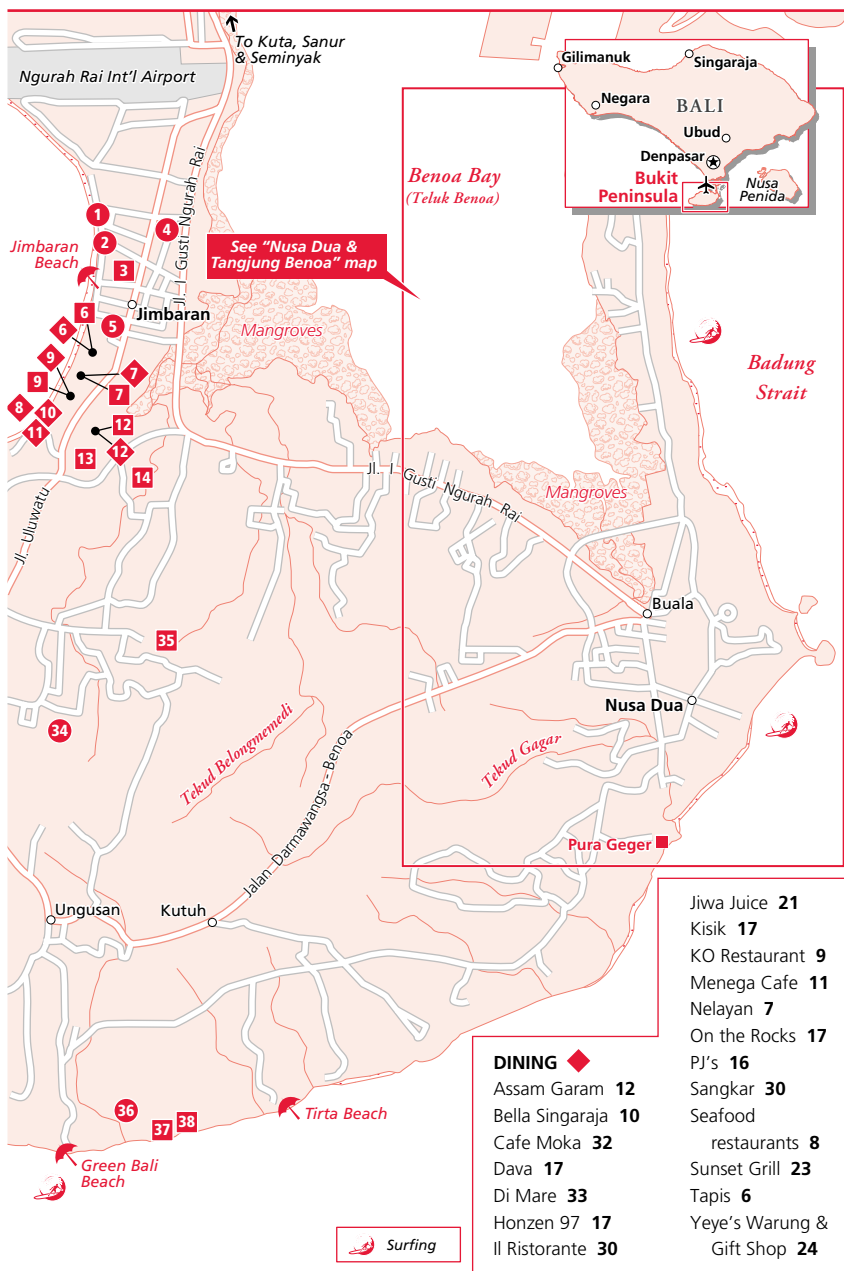 To Kuta, Sanur
& Seminyak
Ngurah Rai Int'l Airport
Gilimanuk
Singaraja
Negara
BALI
Ubud
Denpasar
Bukit
Peninsula
Nusa
Penida
Benoa Bay
(Teluk Benoa)
Jl. I Gusti Ngurah Rai
1
2
4
Jimbaran
Beach
3
See "Nusa Dua &
Tangjung Benoa" map
Jimbaran
6
5
6
Mangroves
9
7
9
7
8
10
11
12
12
13
14
Badung
Strait
Jl. I Gusti Ngurah Rai
Mangroves
Jl. Uluwatu
Buala
35
Nusa Dua
34
Tekud Belongmemedi
Tekud Gagar
Jalan Darmawangsa - Benoa
Pura Geger
Ungusan
Kutuh
36
37
38
Tirta Beach
Green Bali
Beach
Surfing
DINING
Assam Garam 12
Bella Singaraja 10
Cafe Moka 32
Dava 17
Di Mare 33
Honzen 97 17
Il Ristorante 30
Jiwa Juice 21
Kisik 17
KO Restaurant 9
Menega Cafe 11
Nelayan 7
On the Rocks 17
PJ's 16
Sangkar 30
Seafood
restaurants 8
Sunset Grill 23
Tapis 6
Yeye's Warung &
Gift Shop 24